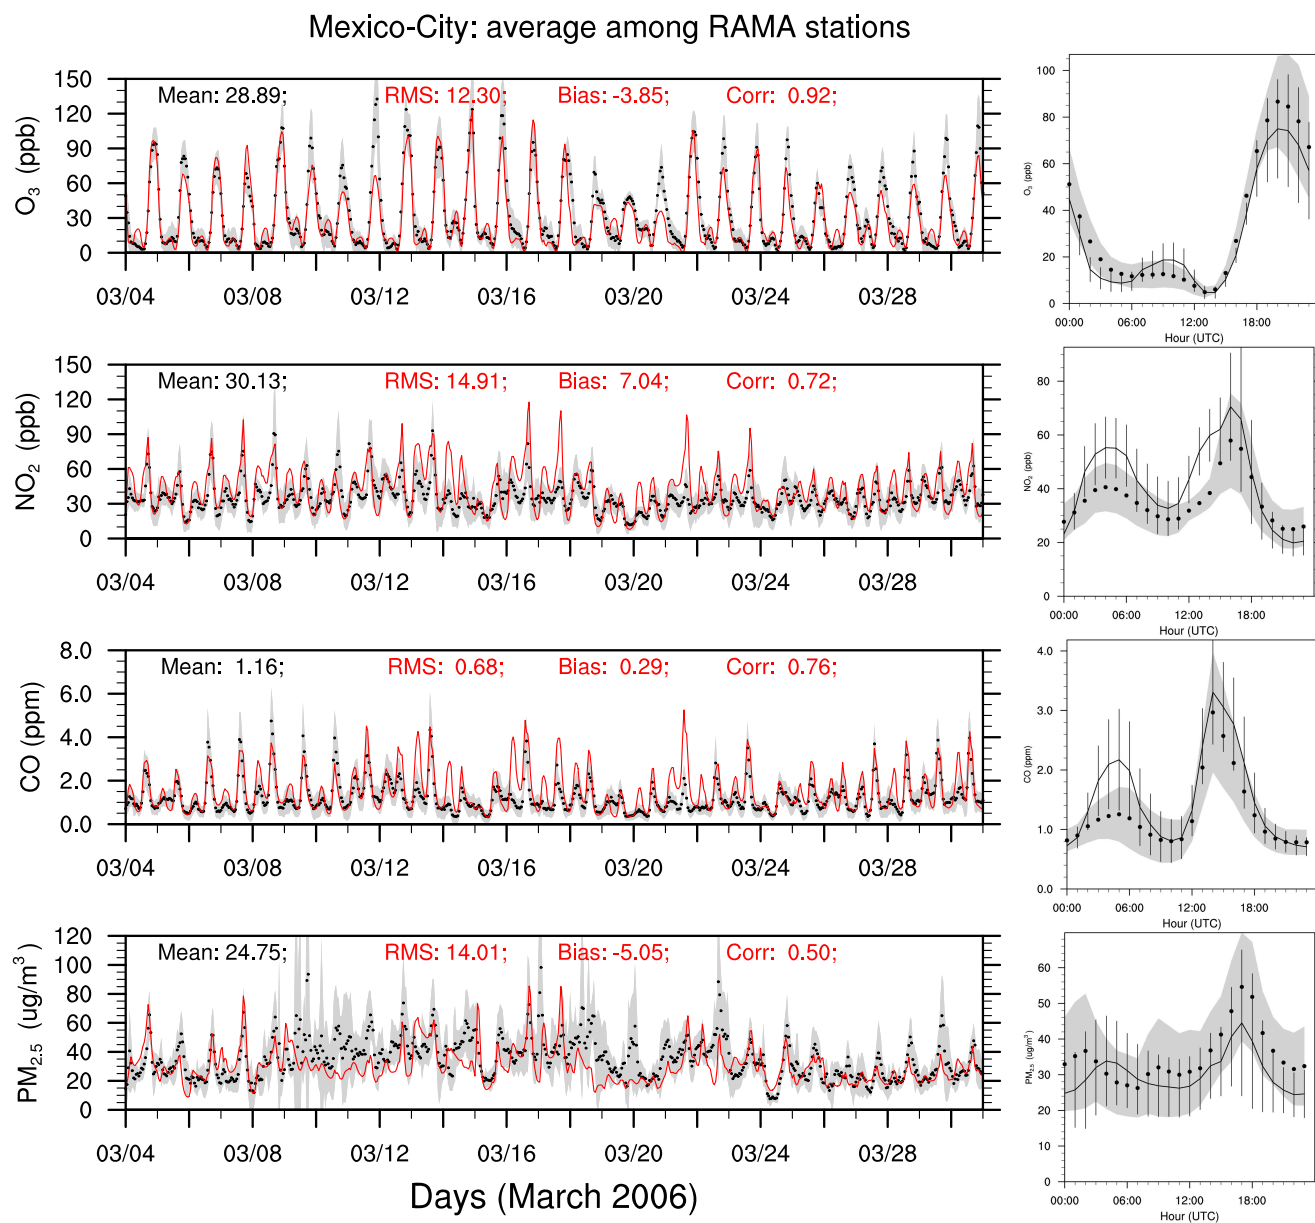 Mexico-City: average among RAMA stations
Mean: 28.89; RMS: 12.30; Bias: -3.85; Corr: 0.92;
O3 (ppb)
150
120
90
60
30
0
03/04 03/08 03/12 03/16 03/20 03/24 03/28
O3 (ppb)
100
80
60
40
20
0
00:00 06:00 12:00 18:00
Hour (UTC)
Mean: 30.13; RMS: 14.91; Bias: 7.04; Corr: 0.72;
NO2 (ppb)
150
120
90
60
30
0
03/04 03/08 03/12 03/16 03/20 03/24 03/28
NO2 (ppb)
80
60
40
20
0
00:00 06:00 12:00 18:00
Hour (UTC)
Mean: 1.16; RMS: 0.68; Bias: 0.29; Corr: 0.76;
CO (ppm)
8.0
6.0
4.0
2.0
0.0
03/04 03/08 03/12 03/16 03/20 03/24 03/28
CO (ppm)
4.0
3.0
2.0
1.0
0.0
00:00 06:00 12:00 18:00
Hour (UTC)
Mean: 24.75; RMS: 14.01; Bias: -5.05; Corr: 0.50;
PM2.5 (ug/m3)
120
100
80
60
40
20
0
03/04 03/08 03/12 03/16 03/20 03/24 03/28
Days (March 2006)
PM2.5 (ug/m3)
60
50
40
30
20
10
0
00:00 06:00 12:00 18:00
Hour (UTC)